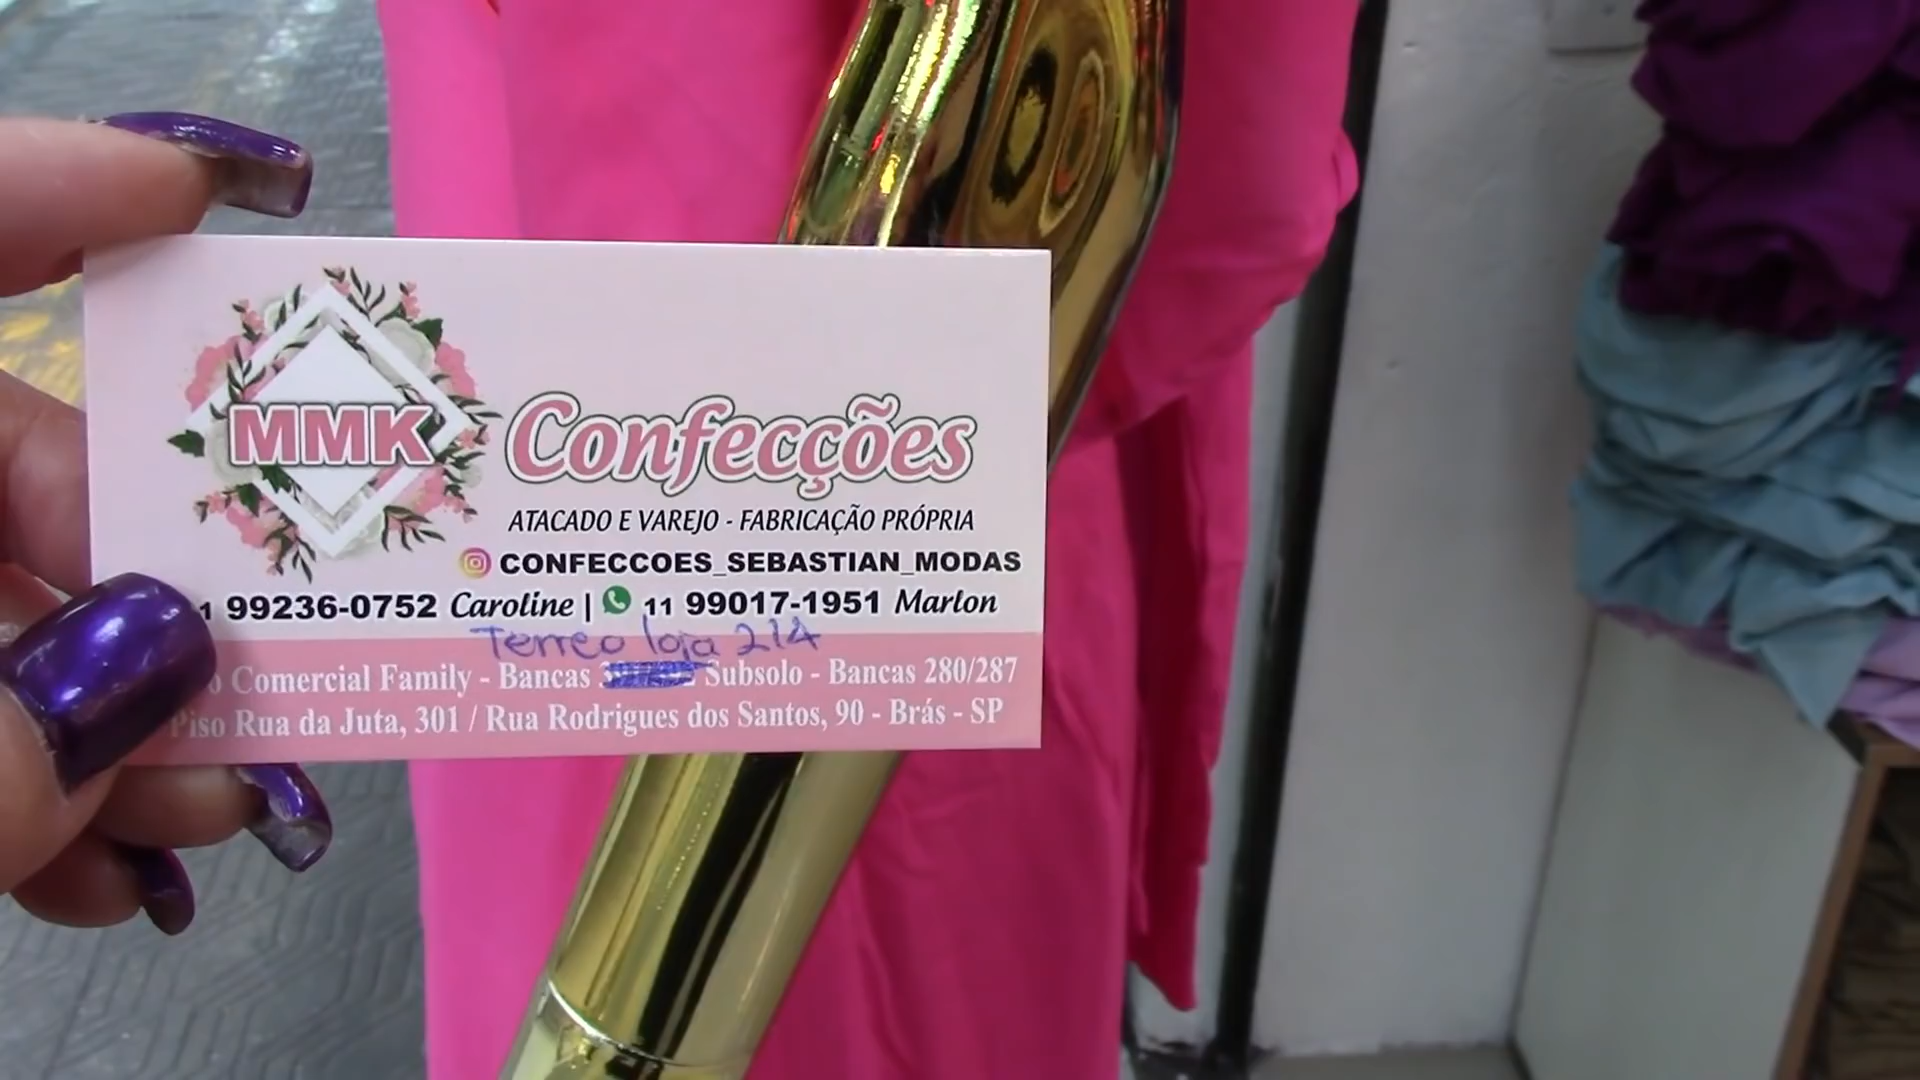 MMK
Confecções
ATACADO E VAREJO - FABRICAÇÃO PRÓPRIA
CONFECCOES_SEBASTIAN_MODAS
1 99236-0752 Caroline | 11 99017-1951 Marlon
Terreo loja 214
o Comercial Family - Bancas Subsolo - Bancas 280/287
Piso Rua da Juta, 301 / Rua Rodrigues dos Santos, 90 - Brás - SP